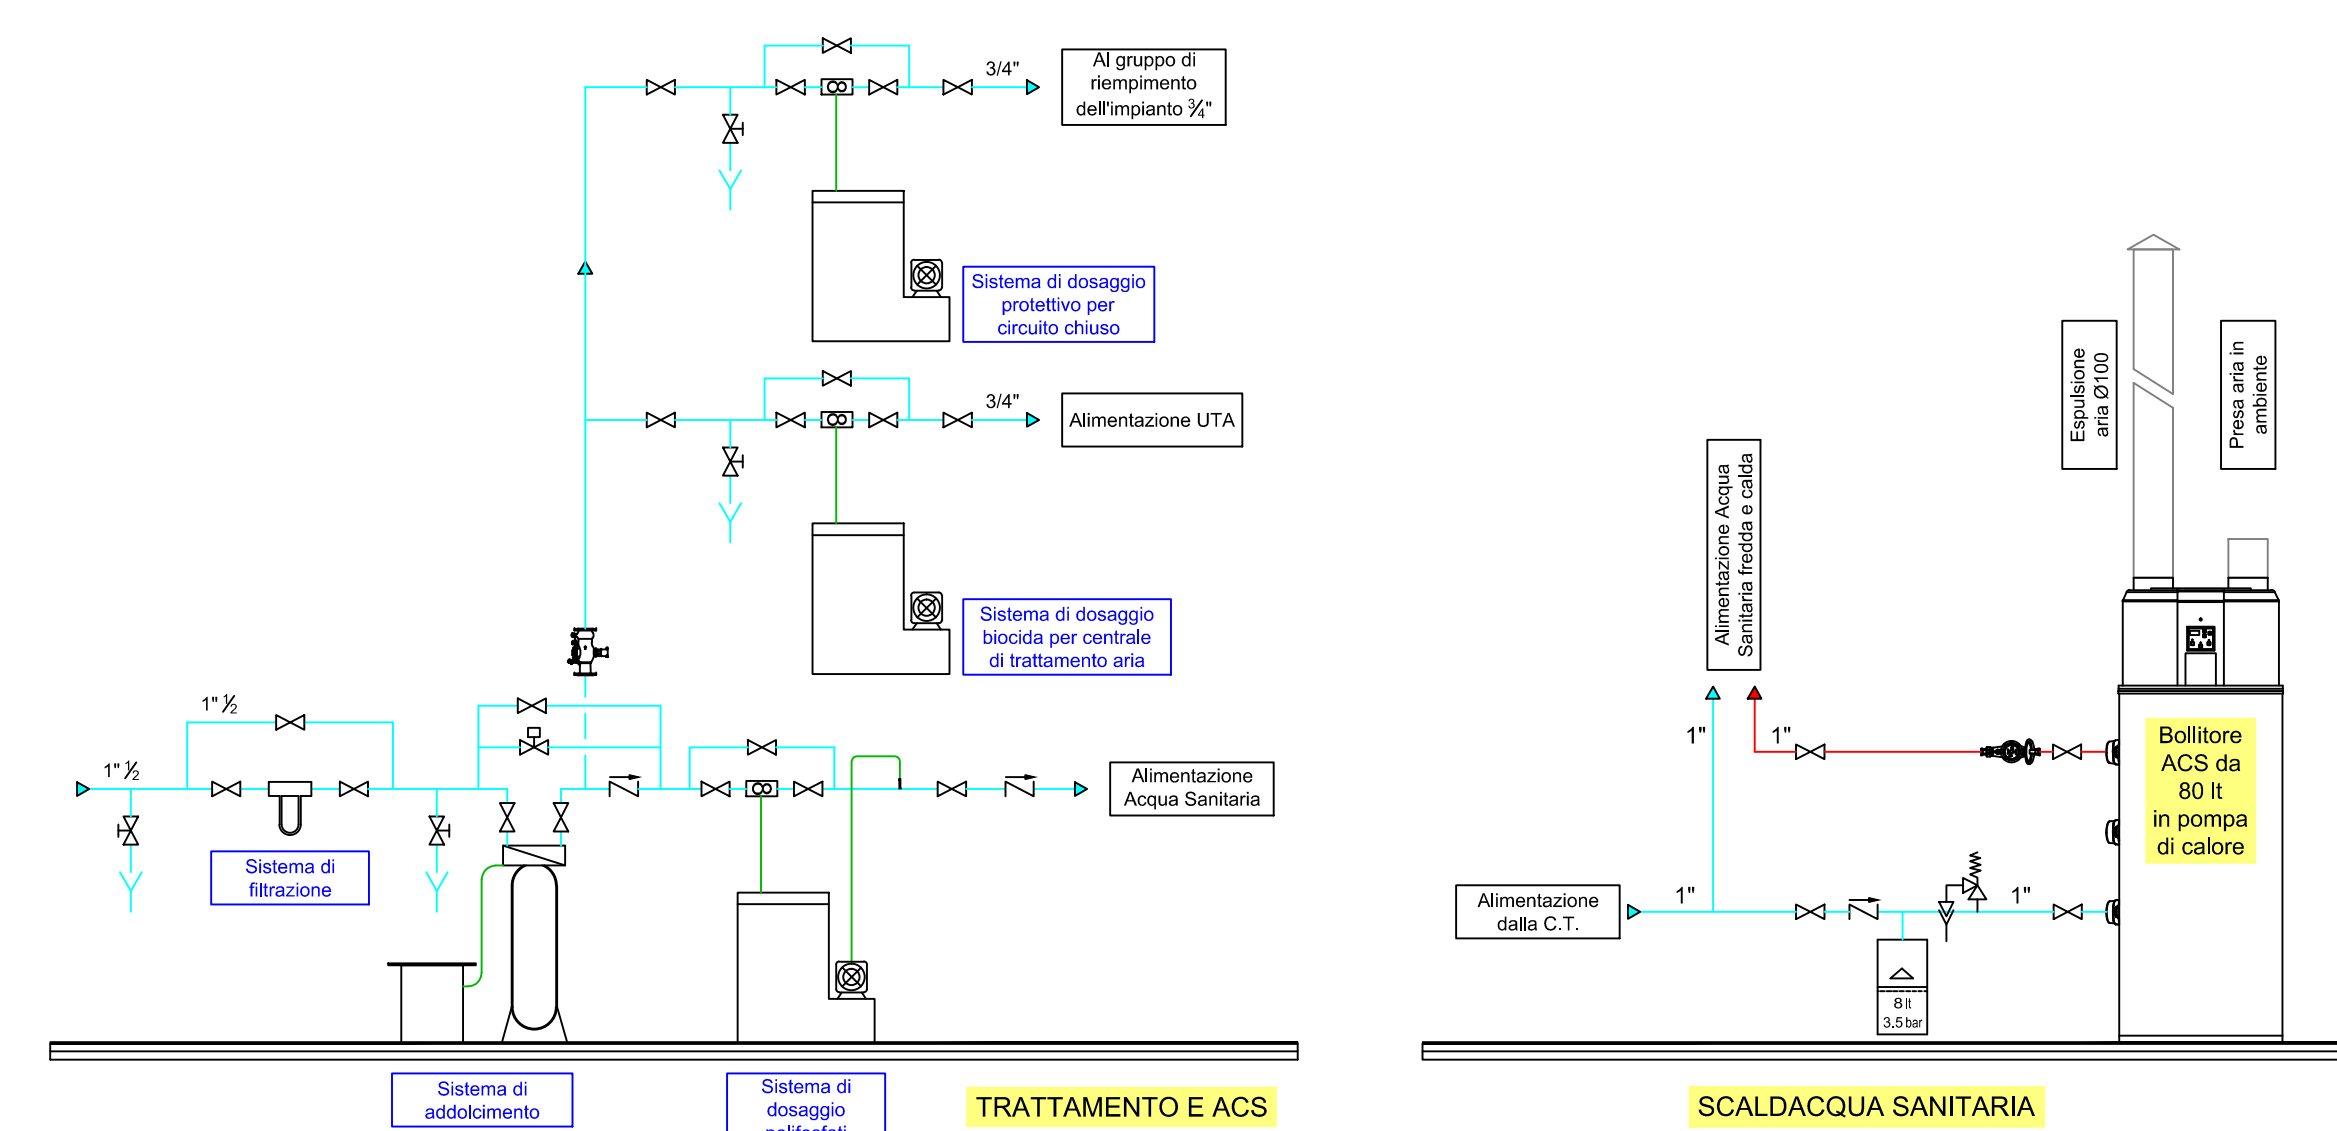 3/4"
Al gruppo di
riempimento
dell'impianto ¾"
Sistema di dosaggio
protettivo per
circuito chiuso
3/4"
Alimentazione UTA
Sistema di dosaggio
biocida per centrale
di trattamento aria
1" ½
1" ½
Sistema di
filtrazione
Alimentazione
Acqua Sanitaria
Sistema di
addolcimento
Sistema di
dosaggio
polifosfati
TRATTAMENTO E ACS
Espulsione
aria Ø100
Presa aria in
ambiente
Alimentazione Acqua
Sanitaria fredda e calda
1"
1"
Bollitore
ACS da
80 lt
in pompa
di calore
Alimentazione
dalla C.T.
1"
1"
8 lt
3.5 bar
SCALDACQUA SANITARIA